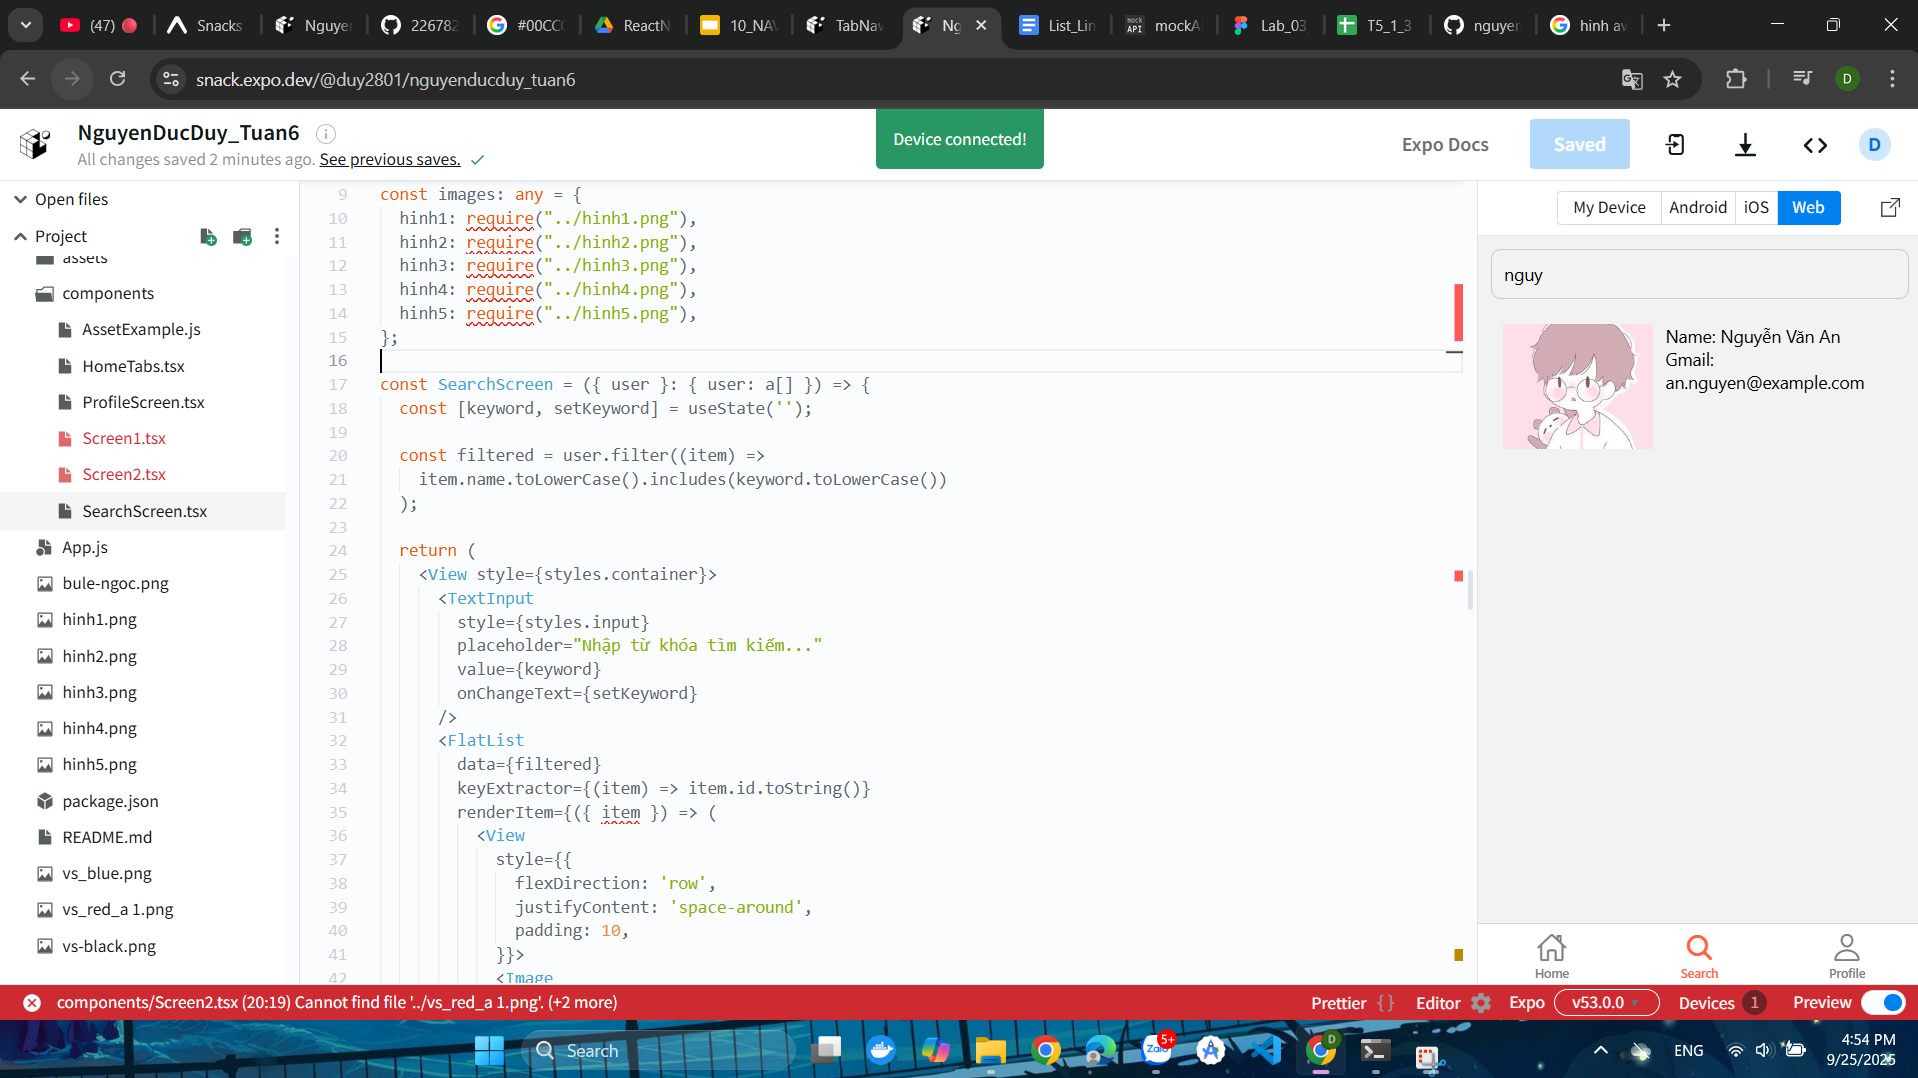 (47)
Snacks
Nguyen
226782
#00CC
ReactN
10_NAV
TabNav
Ng
List_Lin
mockA
Lab_03
T5_1_3
nguyen
hinh av
snack.expo.dev/@duy2801/nguyenducduy_tuan6
D
NguyenDucDuy_Tuan6
All changes saved 2 minutes ago. See previous saves.
Device connected!
Expo Docs
Saved
D
Open files
Project
assets
components
AssetExample.js
HomeTabs.tsx
ProfileScreen.tsx
Screen1.tsx
Screen2.tsx
SearchScreen.tsx
App.js
bule-ngoc.png
hinh1.png
hinh2.png
hinh3.png
hinh4.png
hinh5.png
package.json
README.md
vs_blue.png
vs_red_a 1.png
vs-black.png
9 const images: any = {
10 hinh1: require("../hinh1.png"),
11 hinh2: require("../hinh2.png"),
12 hinh3: require("../hinh3.png"),
13 hinh4: require("../hinh4.png"),
14 hinh5: require("../hinh5.png"),
15 };
16
17 const SearchScreen = ({ user }: { user: a[] }) => {
18 const [keyword, setKeyword] = useState('');
19
20 const filtered = user.filter((item) =>
21 item.name.toLowerCase().includes(keyword.toLowerCase())
22 );
23
24 return (
25 <View style={styles.container}>
26 <TextInput
27 style={styles.input}
28 placeholder="Nhập từ khóa tìm kiếm..."
29 value={keyword}
30 onChangeText={setKeyword}
31 />
32 <FlatList
33 data={filtered}
34 keyExtractor={(item) => item.id.toString()}
35 renderItem={({ item }) => (
36 <View
37 style={{
38 flexDirection: 'row',
39 justifyContent: 'space-around',
40 padding: 10,
41 }}>
42 <Image
My Device
Android
iOS
Web
nguy
Name: Nguyễn Văn An
Gmail:
an.nguyen@example.com
Home
Search
Profile
components/Screen2.tsx (20:19) Cannot find file '../vs_red_a 1.png'. (+2 more)
Prettier { }
Editor
Expo
v53.0.0
Devices 1
Preview
Search
Zalo
5+
D
ENG
4:54 PM
9/25/2025